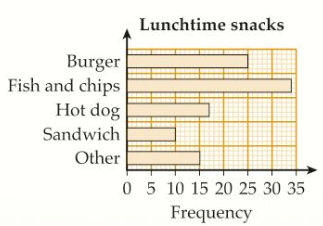 Lunchtime snacks
Burger
Fish and chips
Hot dog
Sandwich
Other
0 5 10 15 20 25 30 35
Frequency